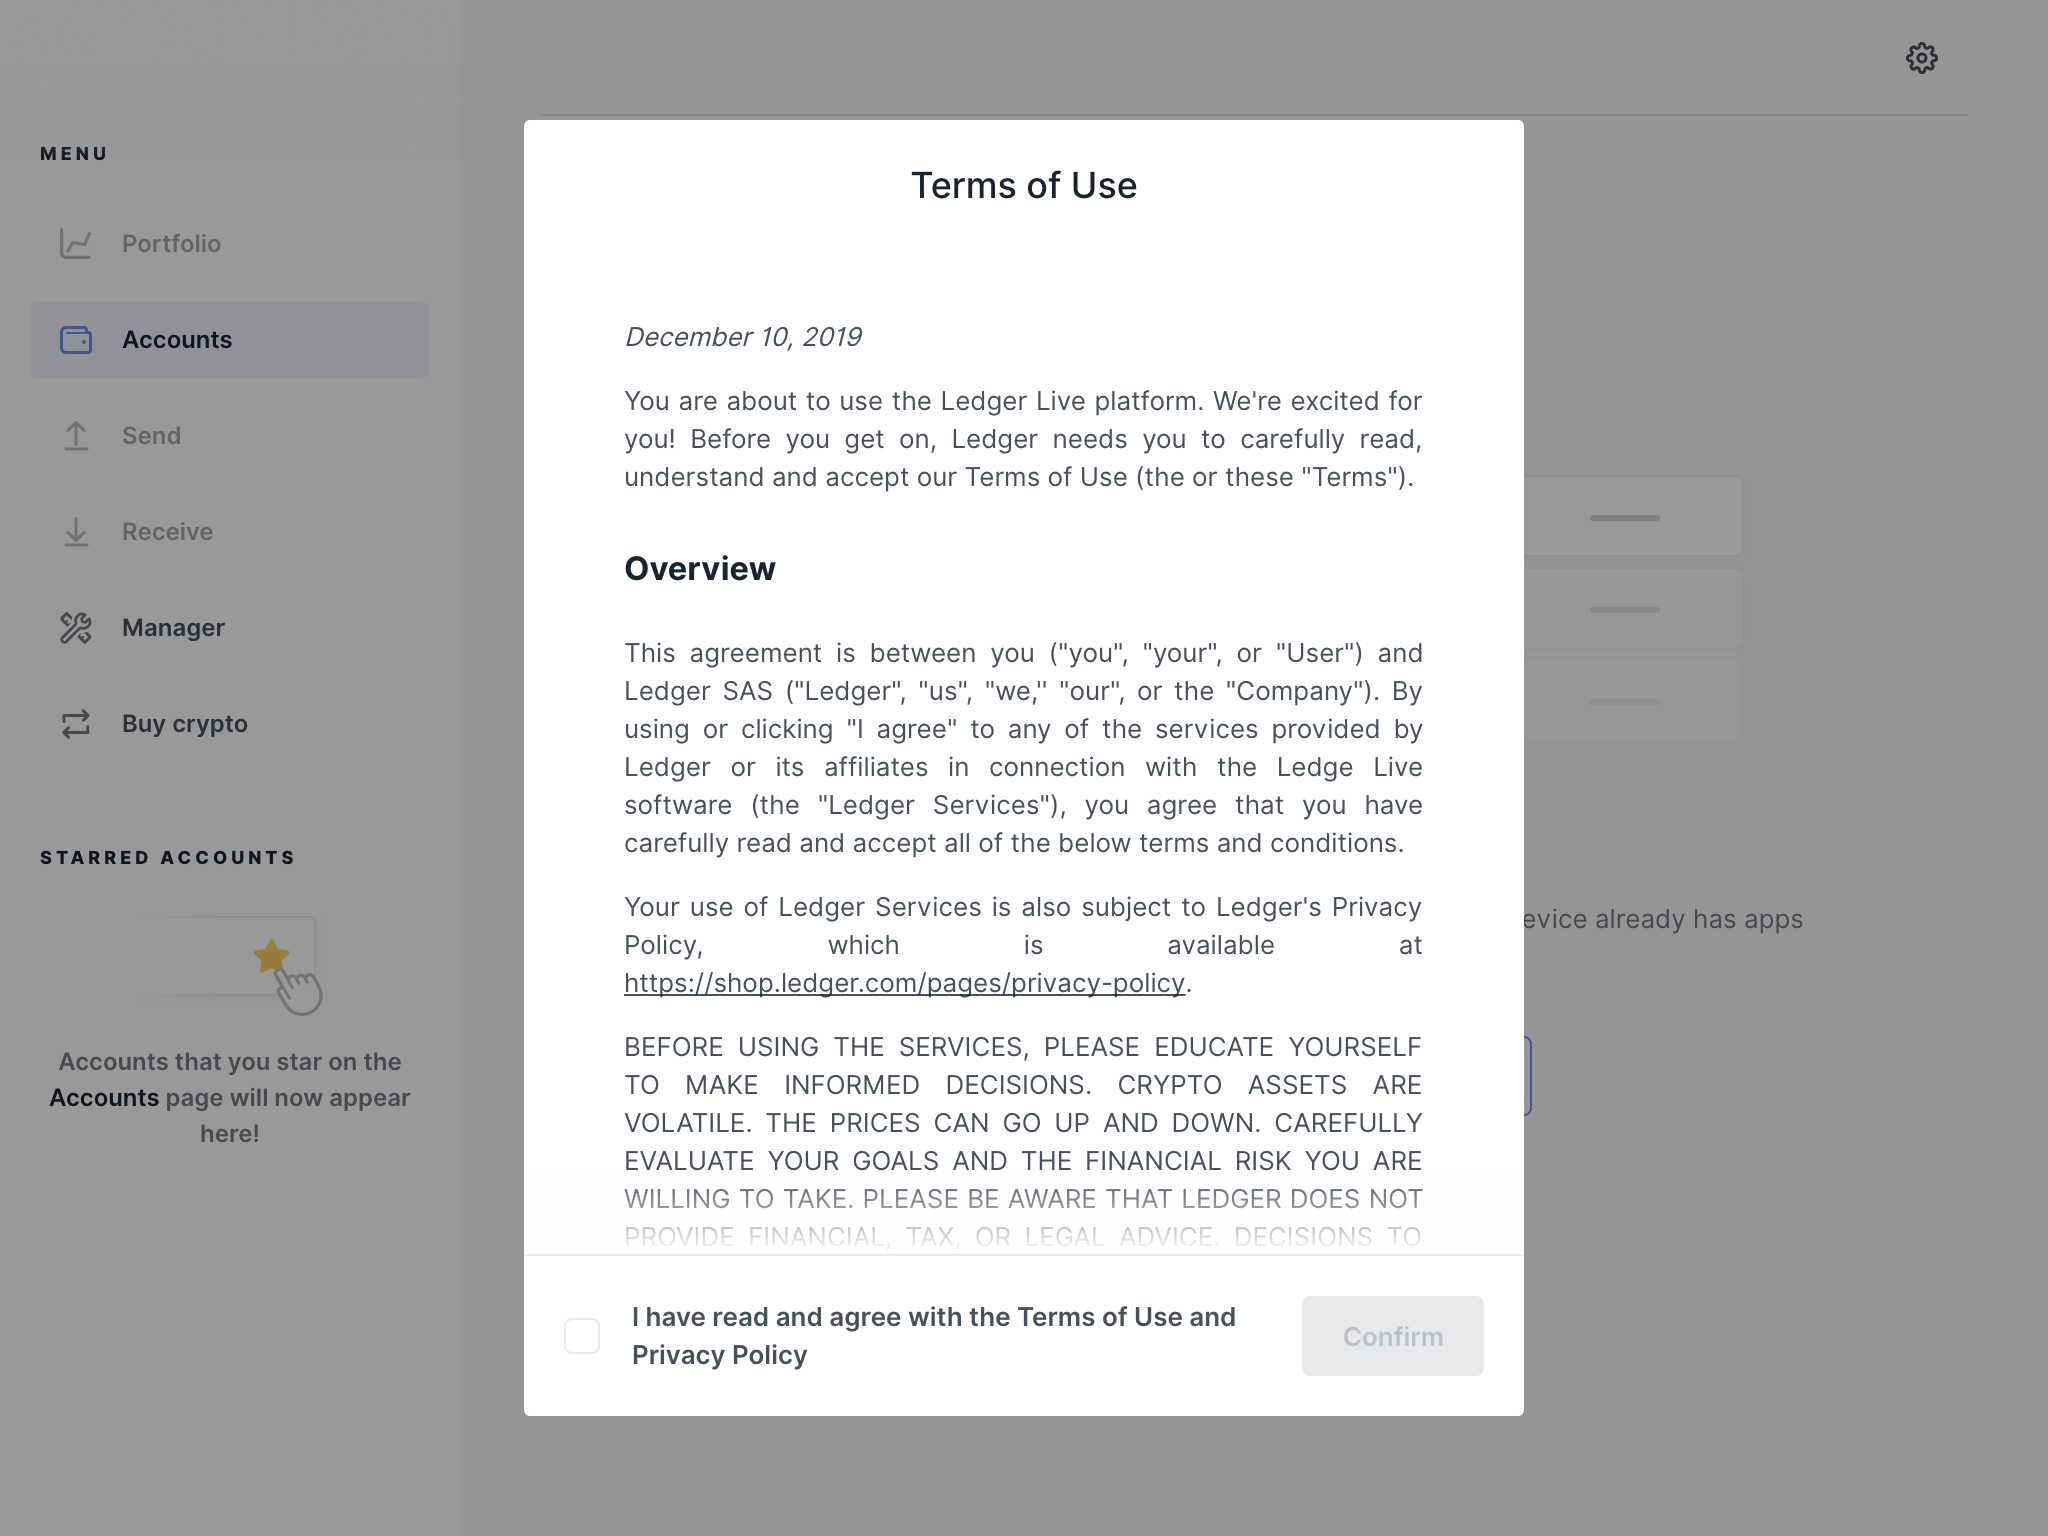 MENU
Portfolio
Accounts
Send
Receive
Manager
Buy crypto
STARRED ACCOUNTS
Accounts that you star on the
Accounts page will now appear
here!
Terms of Use
December 10, 2019
You are about to use the Ledger Live platform. We're excited for
you! Before you get on, Ledger needs you to carefully read,
understand and accept our Terms of Use (the or these "Terms").
Overview
This agreement is between you ("you", "your", or "User") and
Ledger SAS ("Ledger", "us", "we,'' "our", or the "Company"). By
using or clicking "I agree" to any of the services provided by
Ledger or its affiliates in connection with the Ledge Live
software (the "Ledger Services"), you agree that you have
carefully read and accept all of the below terms and conditions.
Your use of Ledger Services is also subject to Ledger's Privacy
Policy, which is available at
https://shop.ledger.com/pages/privacy-policy.
BEFORE USING THE SERVICES, PLEASE EDUCATE YOURSELF
TO MAKE INFORMED DECISIONS. CRYPTO ASSETS ARE
VOLATILE. THE PRICES CAN GO UP AND DOWN. CAREFULLY
EVALUATE YOUR GOALS AND THE FINANCIAL RISK YOU ARE
WILLING TO TAKE. PLEASE BE AWARE THAT LEDGER DOES NOT
PROVIDE FINANCIAL, TAX, OR LEGAL ADVICE. DECISIONS TO
I have read and agree with the Terms of Use and
Privacy Policy
Confirm
evice already has apps